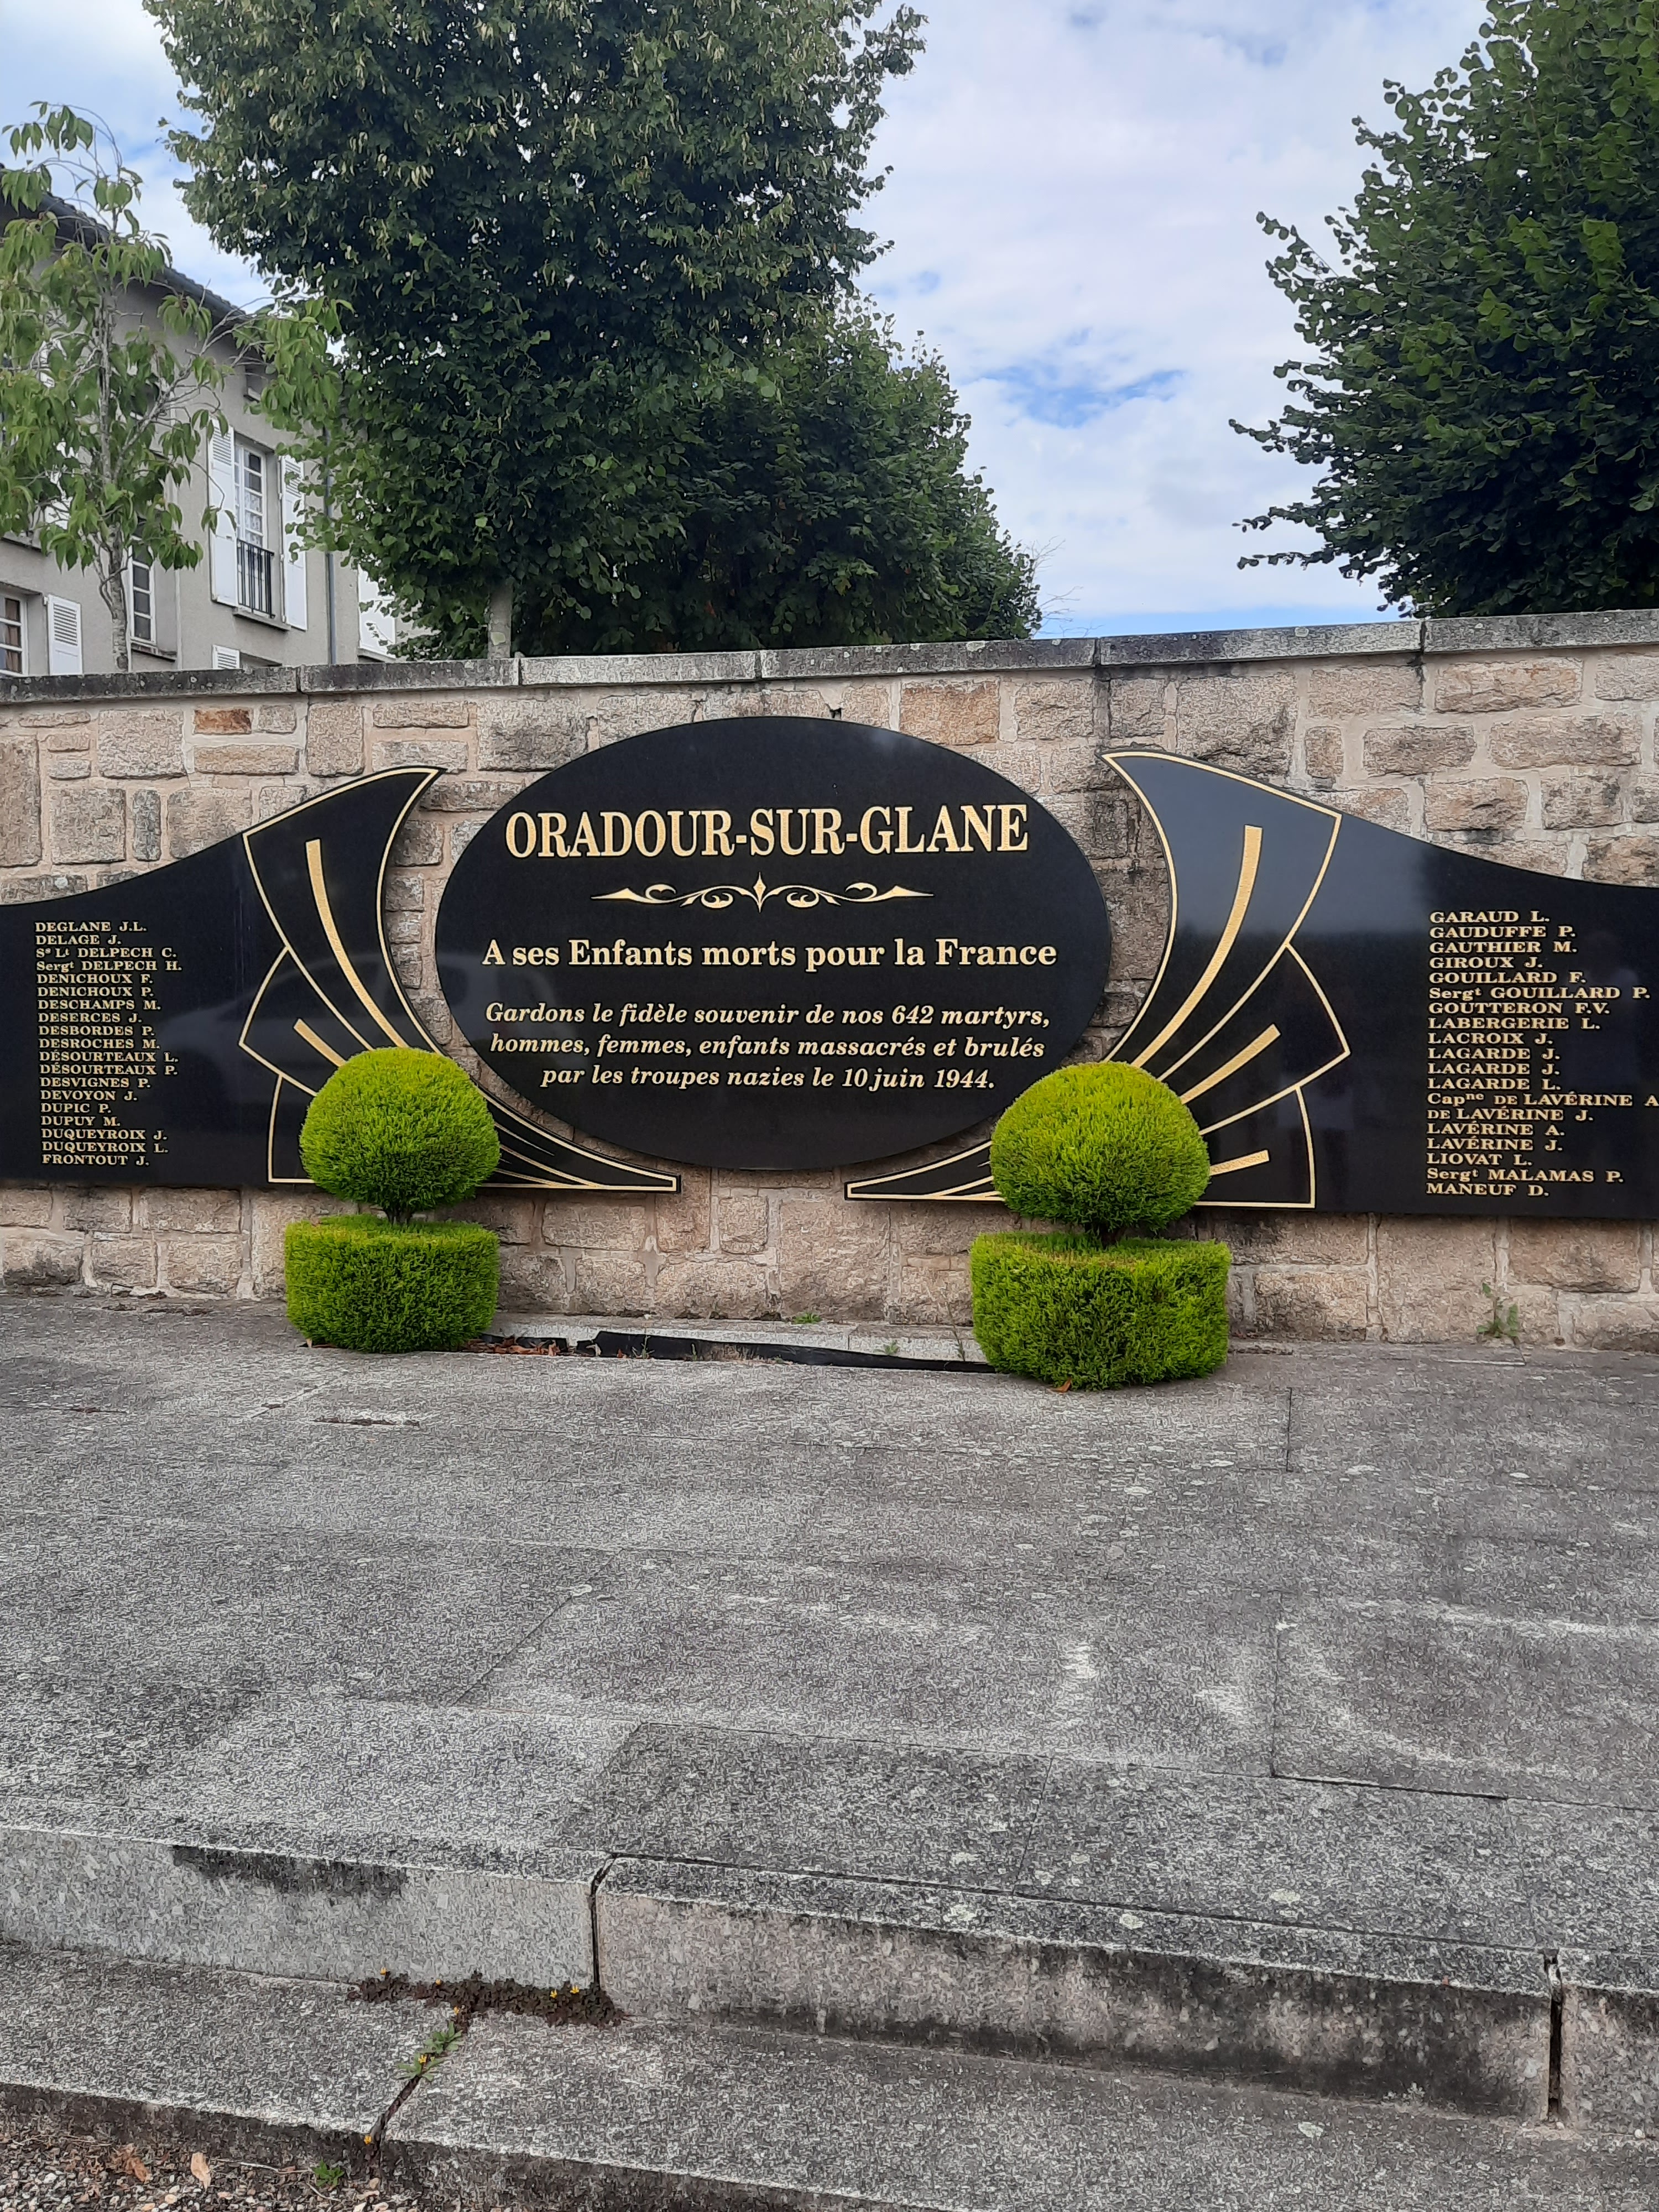 ORADOUR-SUR-GLANE
A ses Enfants morts pour la France
Gardons le fidèle souvenir de nos 642 martyrs,
hommes, femmes, enfants massacrés et brulés
par les troupes nazies le 10 juin 1944.
DEGLANE J.L.
DELAGE J.
Sˢ Lᵗ DELPECH C.
Sergᵗ DELPECH H.
DENICHOUX F.
DENICHOUX P.
DESCHAMPS M.
DESERCES J.
DESBORDES P.
DESROCHES M.
DÉSOURTEAUX L.
DÉSOURTEAUX P.
DESVIGNES P.
DEVOYON J.
DUPIC P.
DUPUY M.
DUQUEYROIX J.
DUQUEYROIX L.
FRONTOUT J.
GARAUD L.
GAUDUFFE P.
GAUTHIER M.
GIROUX J.
GOUILLARD F.
Sergᵗ GOUILLARD P.
GOUTTERON F.V.
LABERGERIE L.
LACROIX J.
LAGARDE J.
LAGARDE J.
LAGARDE L.
Capⁿᵉ DE LAVÉRINE A
DE LAVÉRINE J.
LAVÉRINE A.
LAVÉRINE J.
LIOVAT L.
Sergᵗ MALAMAS P.
MANEUF D.